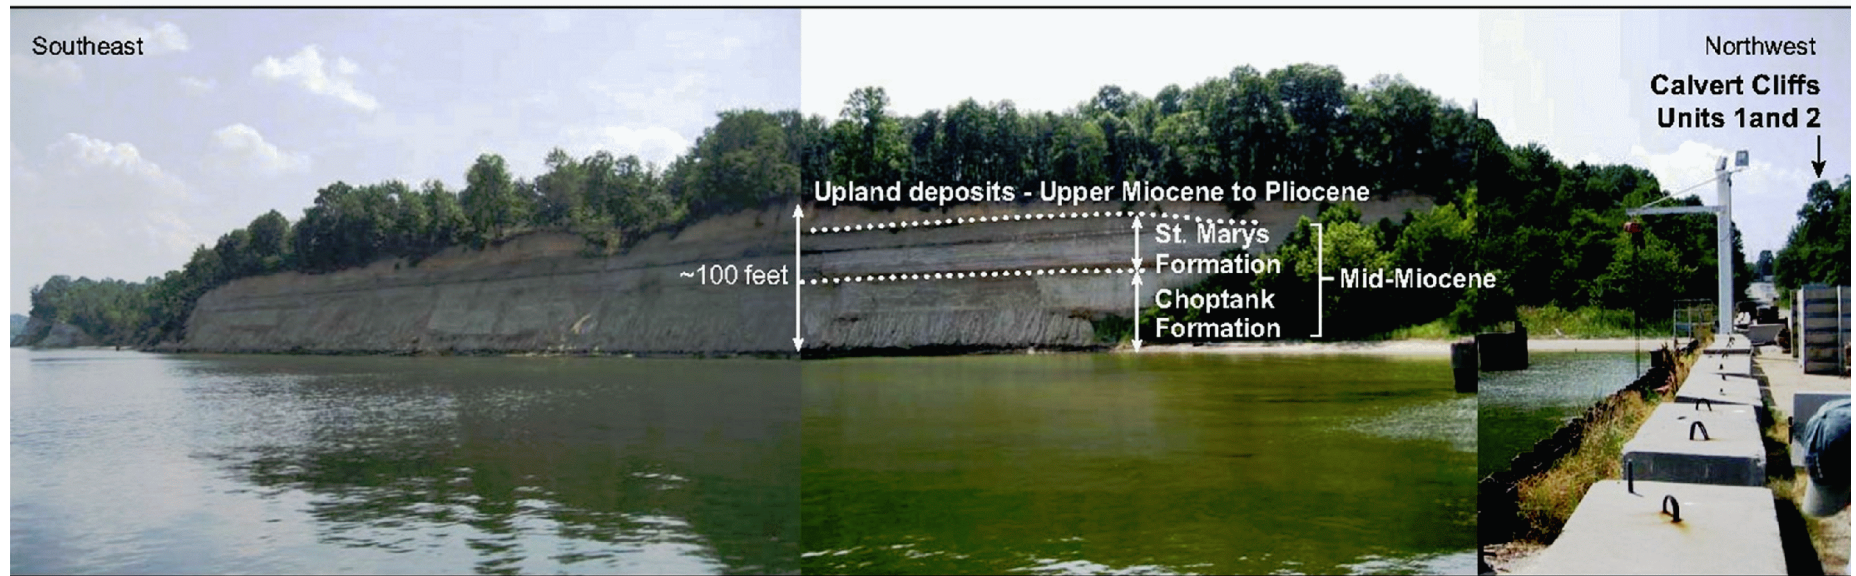 Southeast
Northwest
Calvert Cliffs
Units 1and 2
Upland deposits - Upper Miocene to Pliocene
~100 feet
St. Marys
Formation
Mid-Miocene
Choptank
Formation